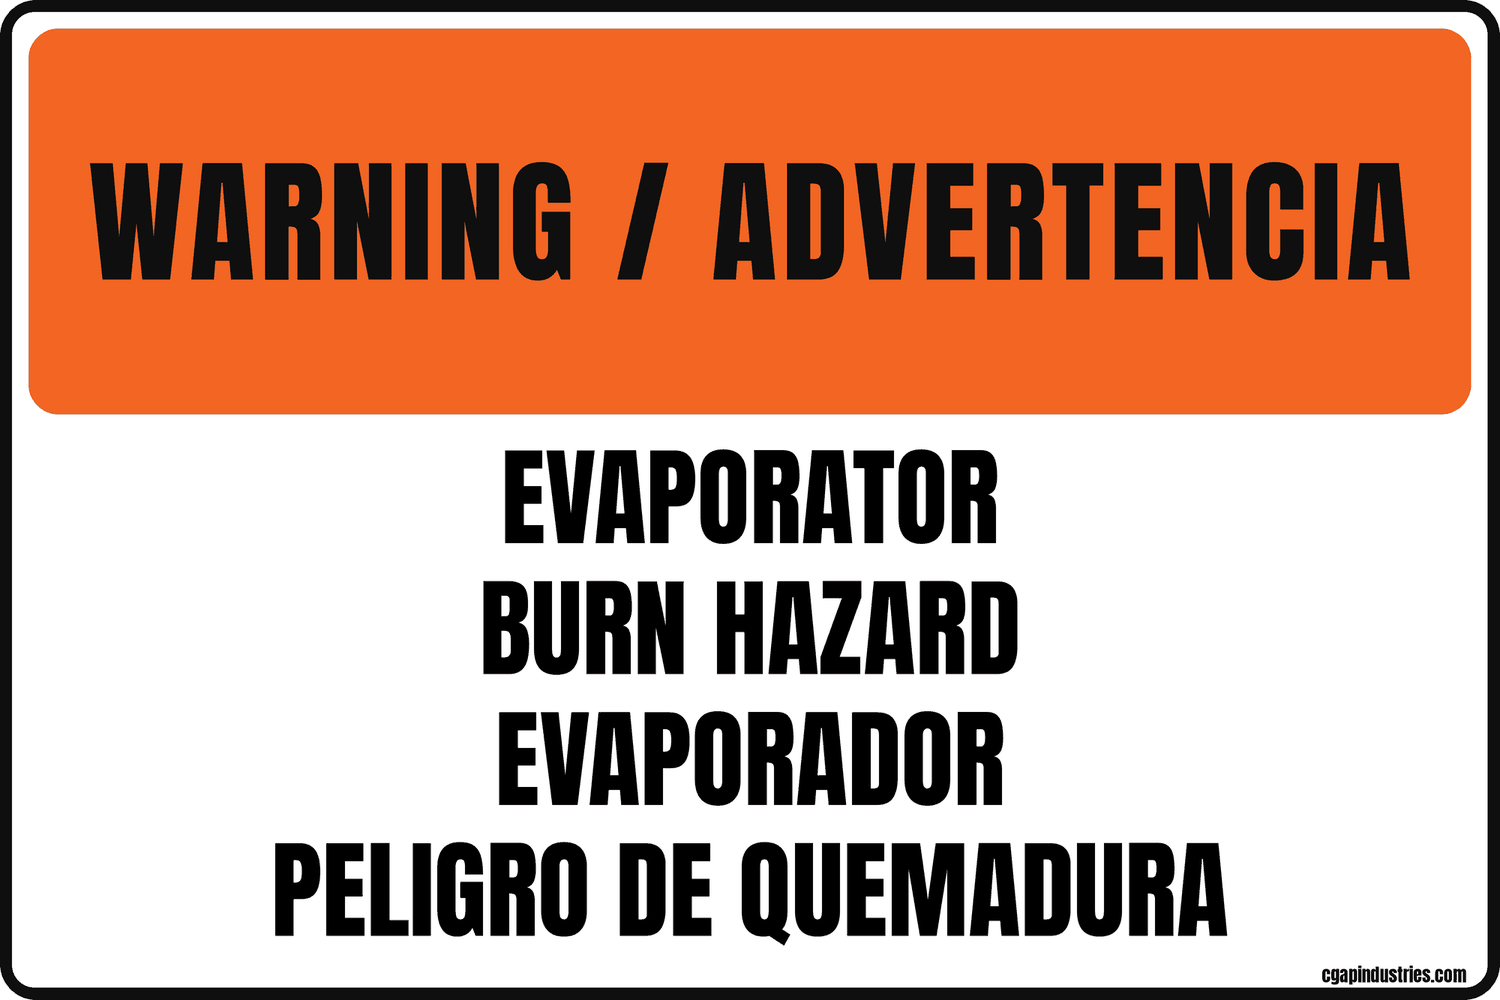 WARNING / ADVERTENCIA
EVAPORATOR
BURN HAZARD
EVAPORADOR
PELIGRO DE QUEMADURA
cgapindustries.com